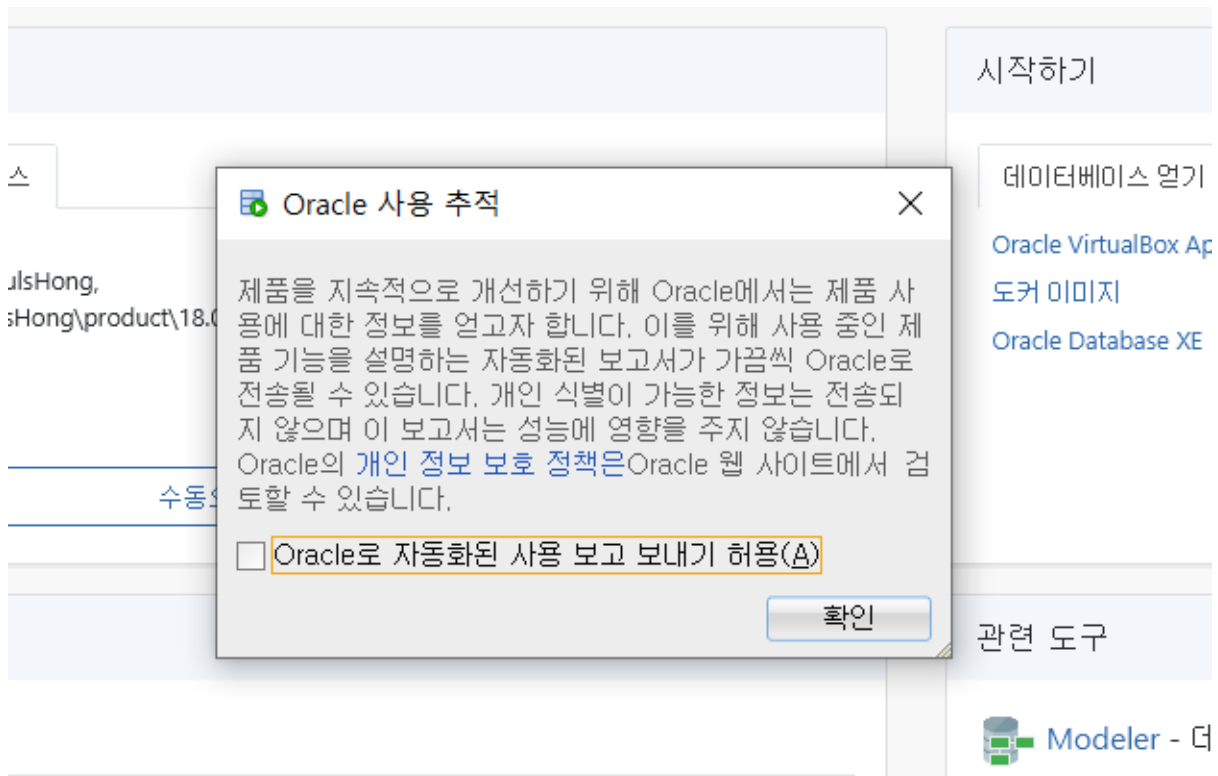 시작하기
스
데이터베이스 얻기
Oracle 사용 추적
Oracle VirtualBox Ap
ulsHong,
sHong\product\18.0
도커 이미지
Oracle Database XE
제품을 지속적으로 개선하기 위해 Oracle에서는 제품 사
용에 대한 정보를 얻고자 합니다. 이를 위해 사용 중인 제
품 기능을 설명하는 자동화된 보고서가 가끔씩 Oracle로
전송될 수 있습니다. 개인 식별이 가능한 정보는 전송되
지 않으며 이 보고서는 성능에 영향을 주지 않습니다.
Oracle의 개인 정보 보호 정책은Oracle 웹 사이트에서 검
토할 수 있습니다.
수동
Oracle로 자동화된 사용 보고 보내기 허용(A)
확인
관련 도구
Modeler - 데